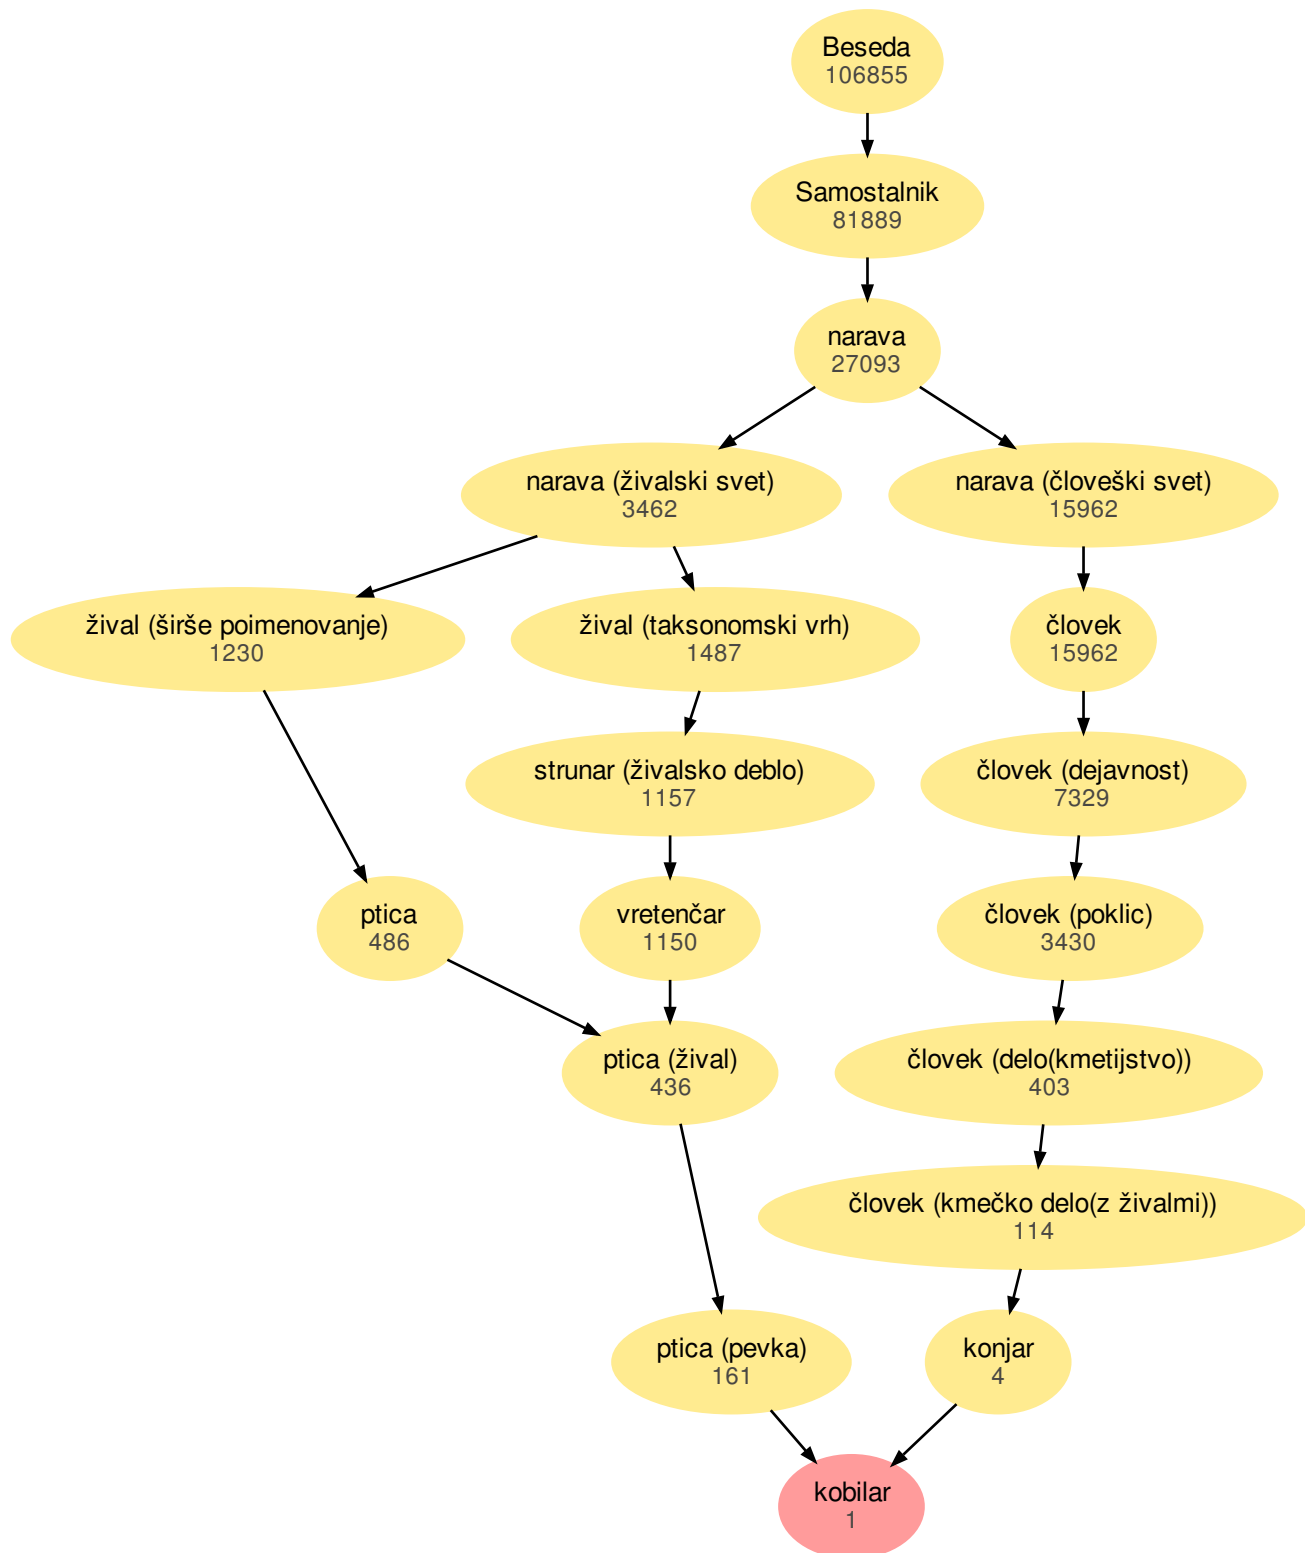 Beseda
106855
Samostalnik
81889
narava
27093
narava (živalski svet)
3462
narava (človeški svet)
15962
žival (širše poimenovanje)
1230
žival (taksonomski vrh)
1487
človek
15962
strunar (živalsko deblo)
1157
človek (dejavnost)
7329
ptica
486
vretenčar
1150
človek (poklic)
3430
ptica (žival)
436
človek (delo(kmetijstvo))
403
človek (kmečko delo(z živalmi))
114
ptica (pevka)
161
konjar
4
kobilar
1